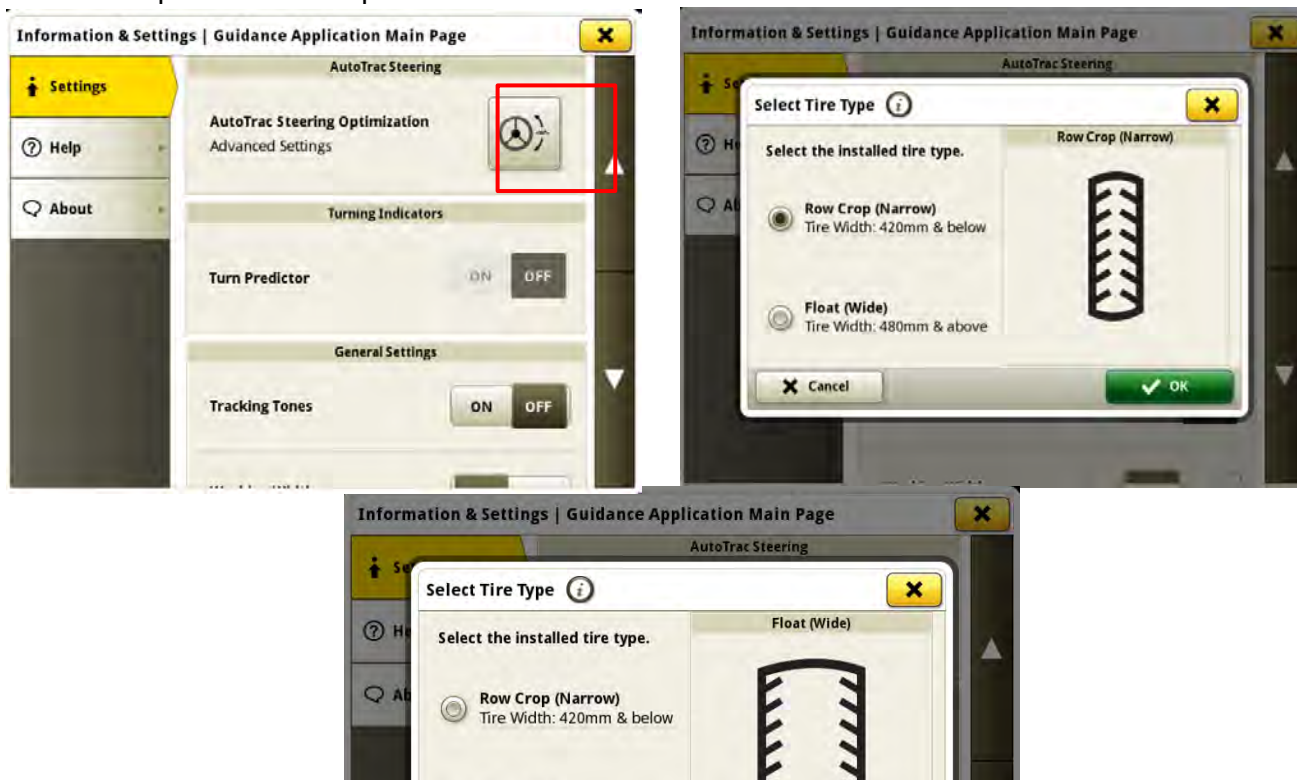 Information & Settings | Guidance Application Main Page
Settings
Help
About
AutoTrac Steering
AutoTrac Steering Optimization
Advanced Settings
Turning Indicators
Turn Predictor
ON OFF
General Settings
Tracking Tones
ON OFF
Information & Settings | Guidance Application Main Page
AutoTrac Steering
Select Tire Type
Select the installed tire type.
Row Crop (Narrow)
Tire Width: 420mm & below
Float (Wide)
Tire Width: 480mm & above
Row Crop (Narrow)
Cancel
OK
Information & Settings | Guidance Application Main Page
AutoTrac Steering
Select Tire Type
Select the installed tire type.
Row Crop (Narrow)
Tire Width: 420mm & below
Float (Wide)